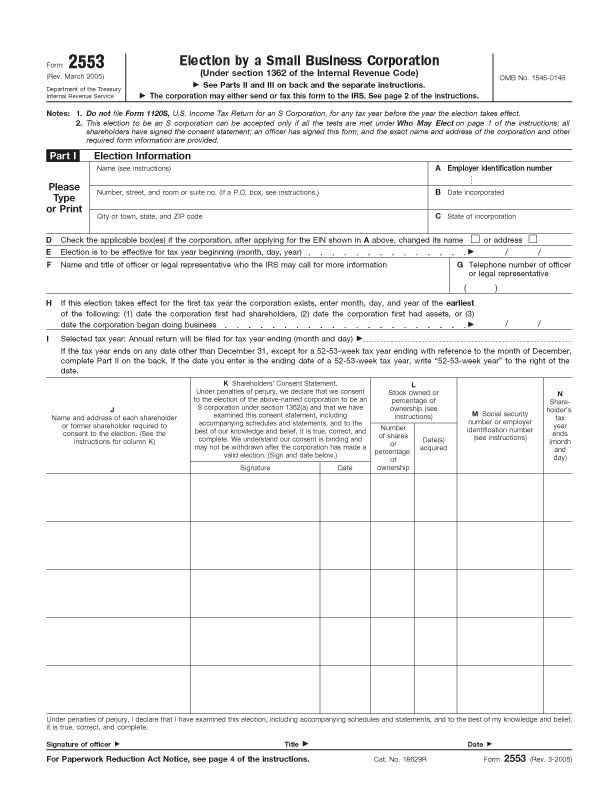 Form 2553
(Rev. March 2005)
Department of the Treasury
Internal Revenue Service
Election by a Small Business Corporation
(Under section 1362 of the Internal Revenue Code)
▶ See Parts II and III on back and the separate instructions.
▶ The corporation may either send or fax this form to the IRS. See page 2 of the instructions.
OMB No. 1545-0146
Notes: 1. Do not file Form 1120S, U.S. Income Tax Return for an S Corporation, for any tax year before the year the election takes effect.
2. This election to be an S corporation can be accepted only if all the tests are met under Who May Elect on page 1 of the instructions; all
shareholders have signed the consent statement; an officer has signed this form; and the exact name and address of the corporation and other
required form information are provided.
Part I Election Information
Please
Type
or Print
Name (see instructions)
A Employer identification number
Number, street, and room or suite no. (If a P.O. box, see instructions.)
B Date incorporated
City or town, state, and ZIP code
C State of incorporation
D Check the applicable box(es) if the corporation, after applying for the EIN shown in A above, changed its name or address
E Election is to be effective for tax year beginning (month, day, year) . . . . . . . . . . . . ▶ / /
F Name and title of officer or legal representative who the IRS may call for more information
G Telephone number of officer
or legal representative
( )
H If this election takes effect for the first tax year the corporation exists, enter month, day, and year of the earliest
of the following: (1) date the corporation first had shareholders, (2) date the corporation first had assets, or (3)
date the corporation began doing business . . . . . . . . . . . . . . . . . . . ▶ / /
I Selected tax year: Annual return will be filed for tax year ending (month and day) ▶
If the tax year ends on any date other than December 31, except for a 52-53-week tax year ending with reference to the month of December,
complete Part II on the back. If the date you enter is the ending date of a 52-53-week tax year, write "52-53-week year" to the right of the
date.
J
Name and address of each shareholder
or former shareholder required to
consent to the election. (See the
instructions for column K)
K Shareholders' Consent Statement.
Under penalties of perjury, we declare that we consent
to the election of the above-named corporation to be an
S corporation under section 1362(a) and that we have
examined this consent statement, including
accompanying schedules and statements, and to the
best of our knowledge and belief, it is true, correct, and
complete. We understand our consent is binding and
may not be withdrawn after the corporation has made a
valid election. (Sign and date below.)
Signature
Date
L
Stock owned or
percentage of
ownership (see
instructions)
Number
of shares
or
percentage
of
ownership
Date(s)
acquired
M Social security
number or employer
identification number
(see instructions)
N
Share-
holder's
tax
year
ends
(month
and
day)
Under penalties of perjury, I declare that I have examined this election, including accompanying schedules and statements, and to the best of my knowledge and belief,
it is true, correct, and complete.
Signature of officer ▶ Title ▶ Date ▶
For Paperwork Reduction Act Notice, see page 4 of the instructions. Cat. No. 18629R Form 2553 (Rev. 3-2005)